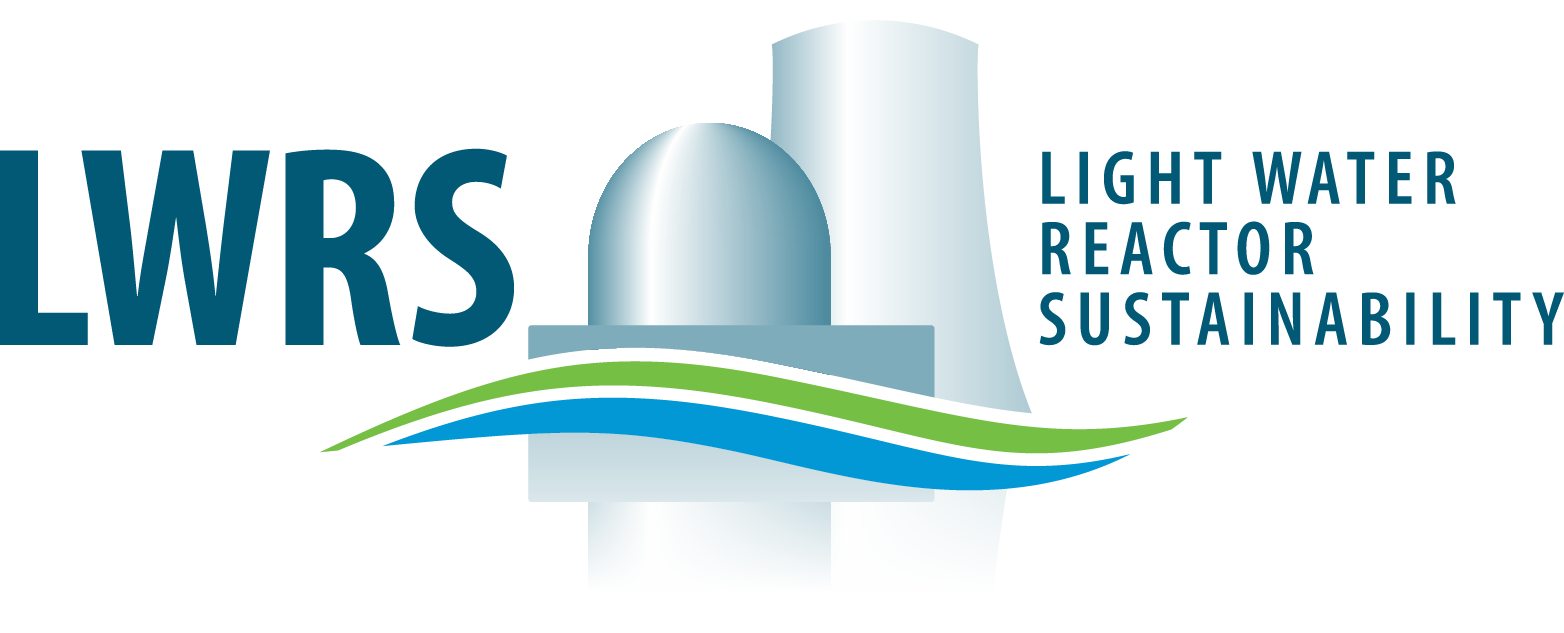 LWRS
LIGHT WATER
REACTOR
SUSTAINABILITY